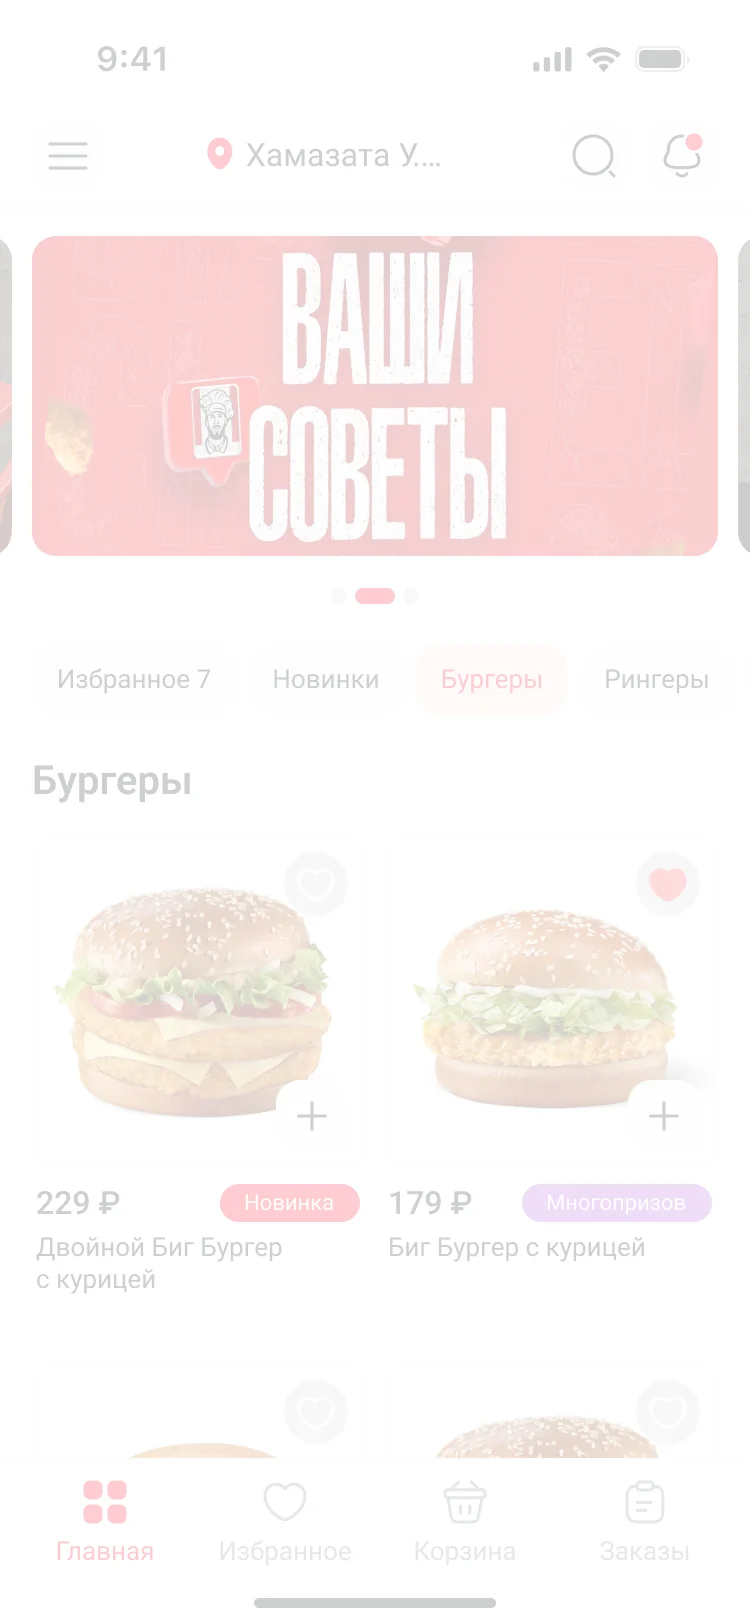 9:41
Хамазата У....
ВАШИ
СОВЕТЫ
Избранное 7
Новинки
Бургеры
Рингеры
Бургеры
229 ₽
Новинка
Двойной Биг Бургер
с курицей
179 ₽
Многопризов
Биг Бургер с курицей
Главная
Избранное
Корзина
Заказы